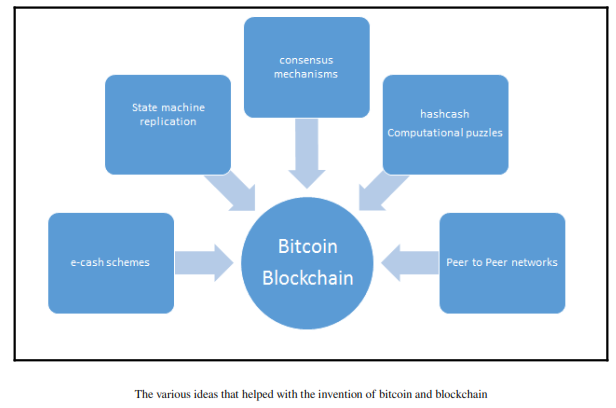 consensus
mechanisms
State machine
replication
hashcash
Computational puzzles
e-cash schemes
Bitcoin
Blockchain
Peer to Peer networks
The various ideas that helped with the invention of bitcoin and blockchain